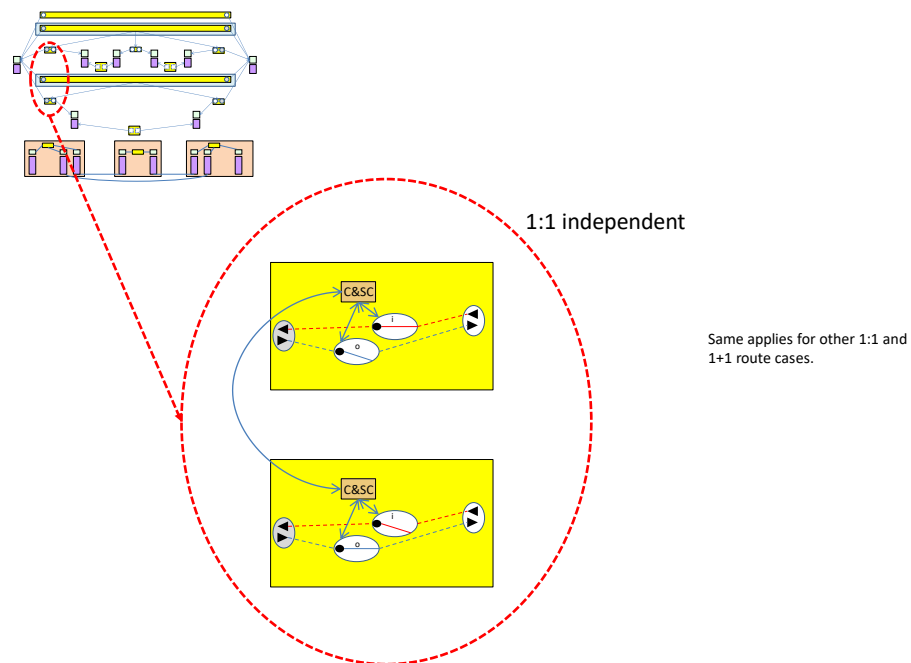 1:1 independent
C&SC
i
o
Same applies for other 1:1 and
1+1 route cases.
C&SC
i
o